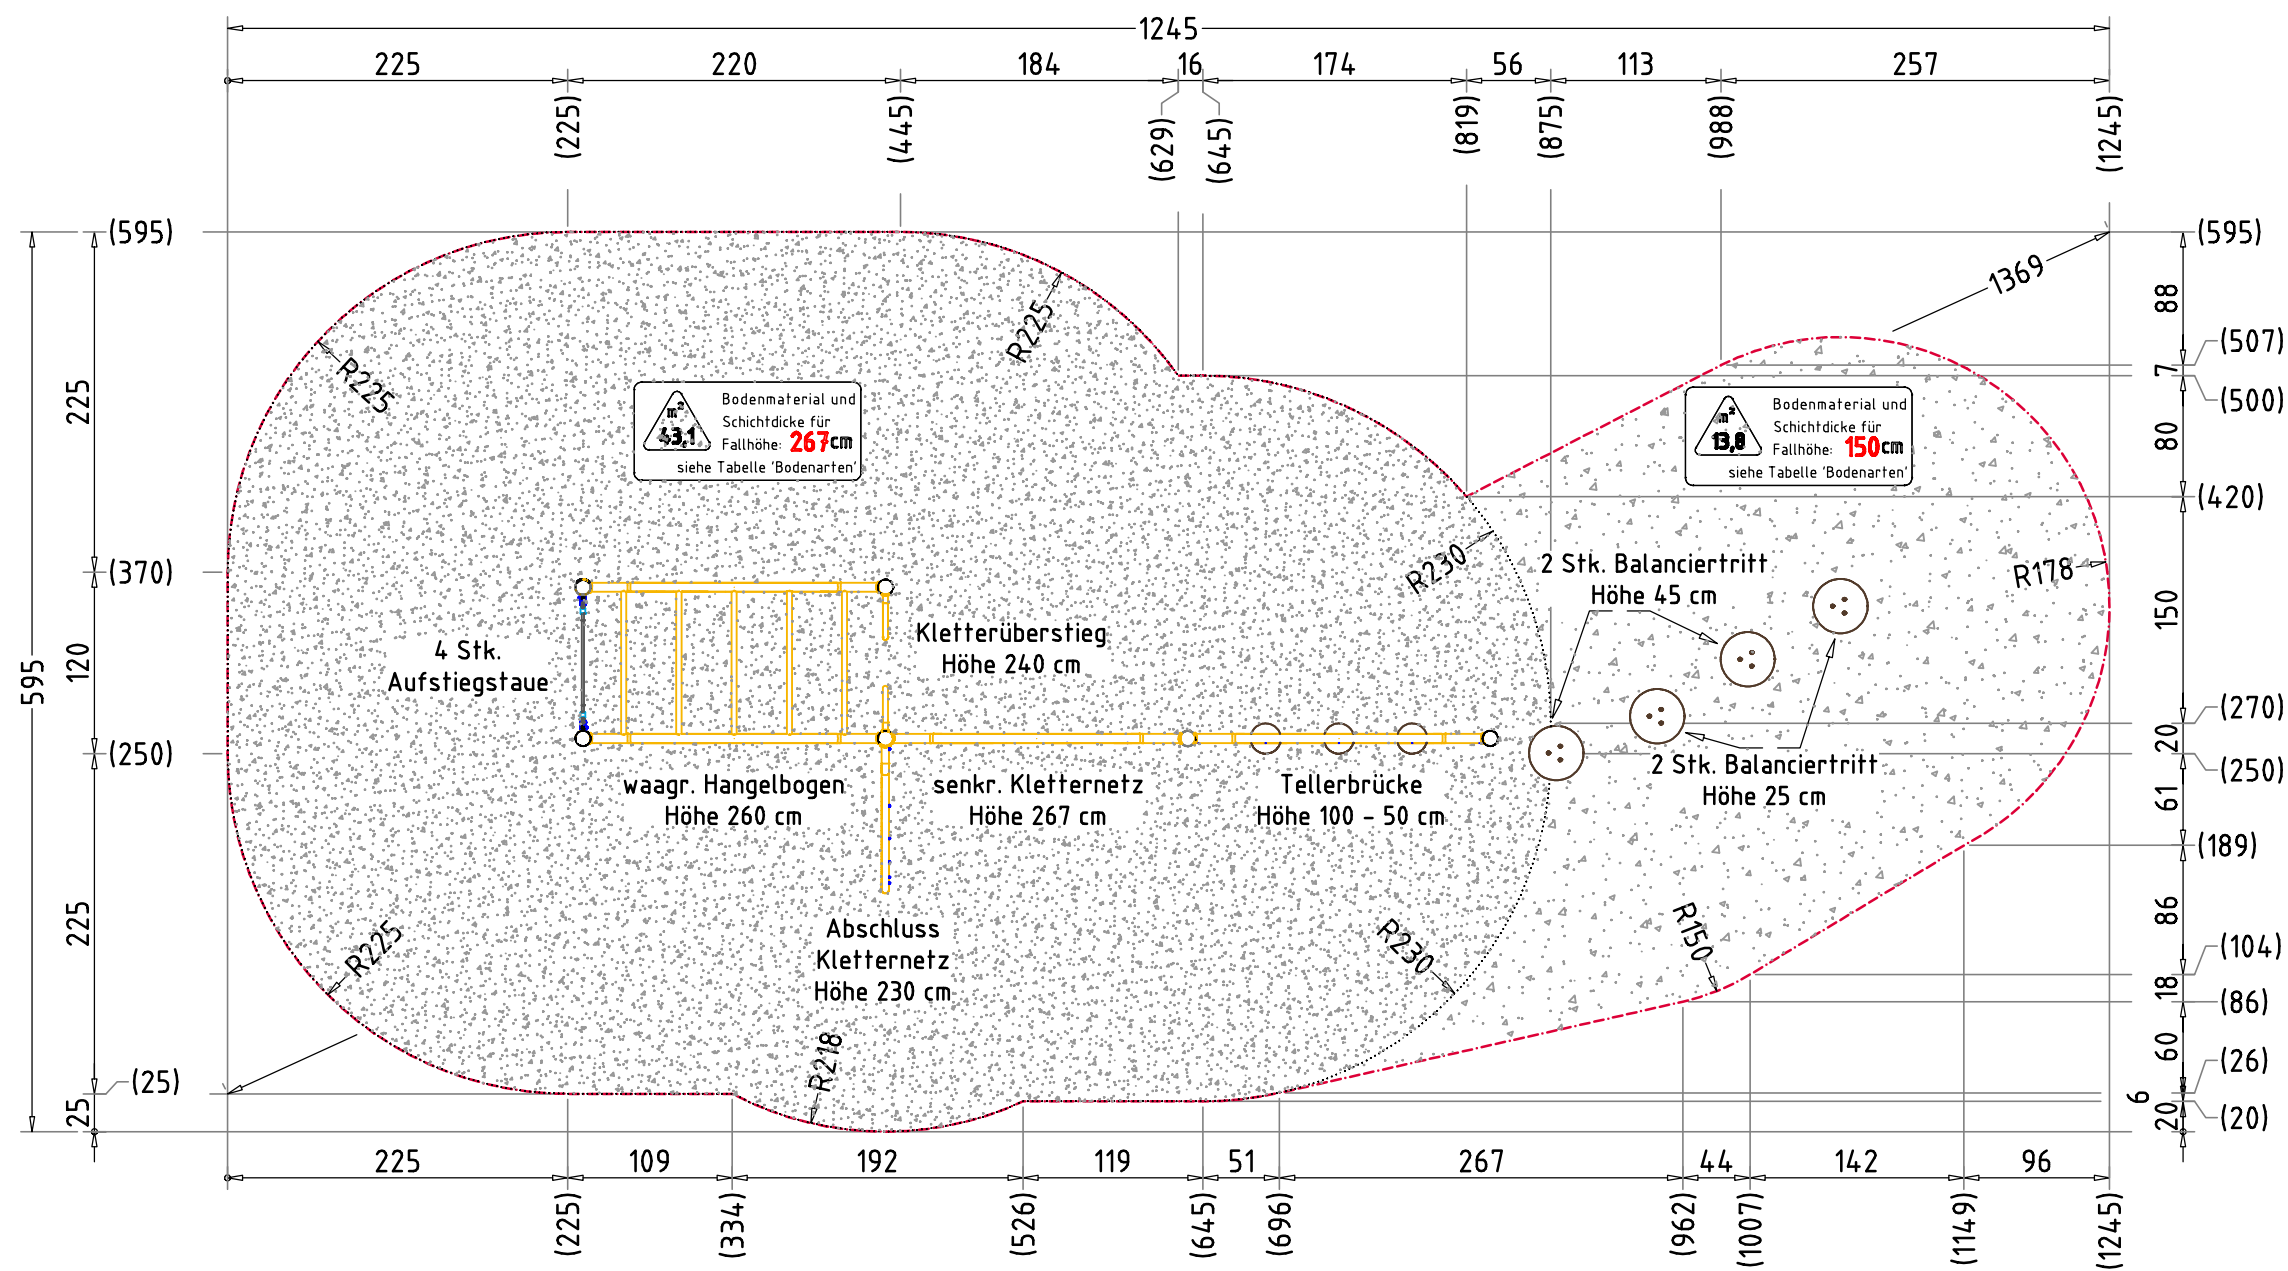 1245
225 220 184 16 174 56 113 257
(225) (445) (629) (645) (819) (875) (988) (1245)
(595)
(370)
(250)
(25)
595
225
120
225
25
(595)
(507)
(500)
(420)
(270)
(250)
(189)
(104)
(86)
(26)
(20)
88
7
80
150
20
61
86
18
60
6
20
1369
R225
R225
R225
R218
R230
R230
R178
R150
m²
43,1
Bodenmaterial und
Schichtdicke für
Fallhöhe: 267cm
siehe Tabelle 'Bodenarten'
m²
13,8
Bodenmaterial und
Schichtdicke für
Fallhöhe: 150cm
siehe Tabelle 'Bodenarten'
2 Stk. Balanciertritt
Höhe 45 cm
Kletterüberstieg
Höhe 240 cm
4 Stk.
Aufstiegstaue
waagr. Hangelbogen
Höhe 260 cm
senkr. Kletternetz
Höhe 267 cm
Tellerbrücke
Höhe 100 - 50 cm
2 Stk. Balanciertritt
Höhe 25 cm
Abschluss
Kletternetz
Höhe 230 cm
225 109 192 119 51 267 44 142 96
(225) (334) (526) (645) (696) (962) (1007) (1149) (1245)